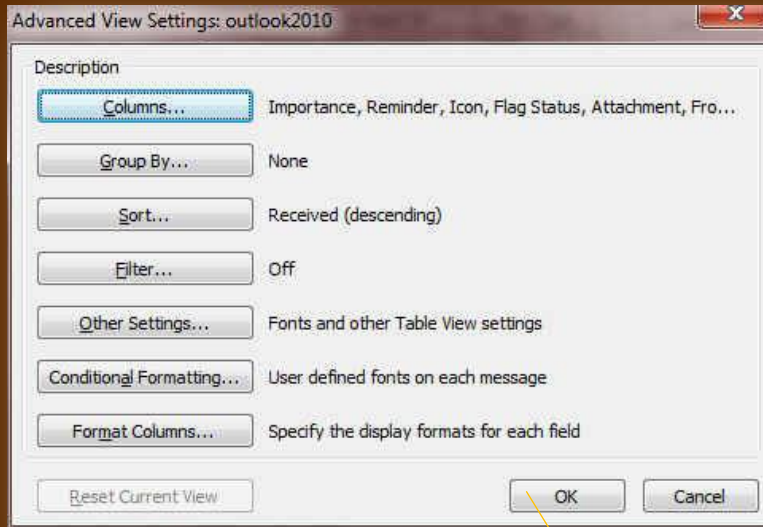 Advanced View Settings: outlook2010
Description
Columns... Importance, Reminder, Icon, Flag Status, Attachment, Fro...
Group By... None
Sort... Received (descending)
Filter... Off
Other Settings... Fonts and other Table View settings
Conditional Formatting... User defined fonts on each message
Format Columns... Specify the display formats for each field
Reset Current View OK Cancel